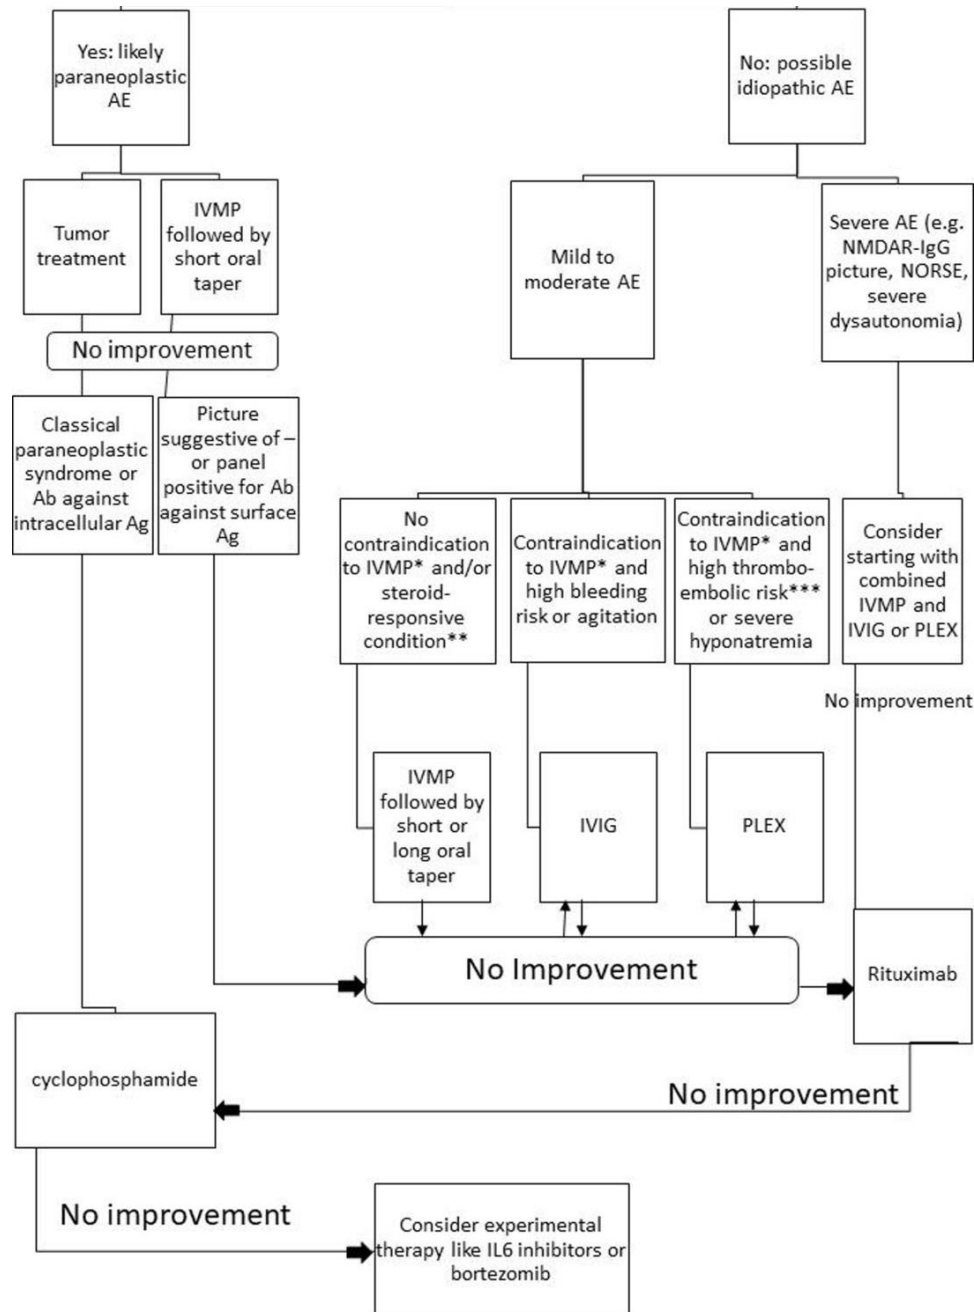 Yes: likely
paraneoplastic
AE
No: possible
idiopathic AE
Tumor
treatment
IVMP
followed by
short oral
taper
Mild to
moderate AE
Severe AE (e.g.
NMDAR-IgG
picture, NORSE,
severe
dysautonomia)
No improvement
Classical
paraneoplastic
syndrome or
Ab against
intracellular Ag
Picture
suggestive of –
or panel
positive for Ab
against surface
Ag
No
contraindication
to IVMP* and/or
steroid-
responsive
condition**
Contraindication
to IVMP* and
high bleeding
risk or agitation
Contraindication
to IVMP* and
high thrombo-
embolic risk***
or severe
hyponatremia
Consider
starting with
combined
IVMP and
IVIG or PLEX
No improvement
IVMP
followed by
short or
long oral
taper
IVIG
PLEX
No Improvement
Rituximab
cyclophosphamide
No improvement
No improvement
Consider experimental
therapy like IL6 inhibitors or
bortezomib